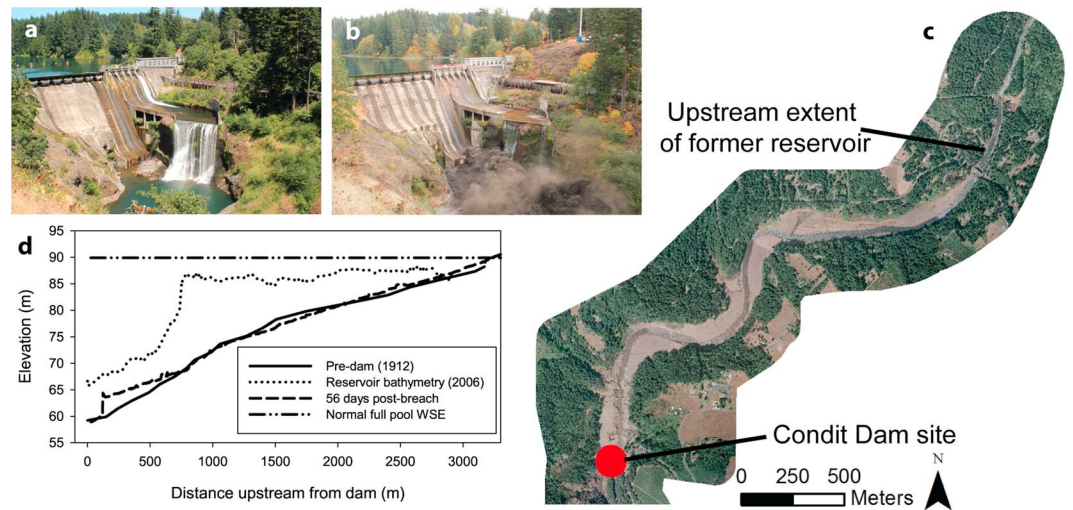 a
b
c
Upstream extent
of former reservoir
Condit Dam site
N
0 250 500
Meters
d
95
90
85
80
75
70
65
60
55
Elevation (m)
Pre-dam (1912)
Reservoir bathymetry (2006)
56 days post-breach
Normal full pool WSE
0 500 1000 1500 2000 2500 3000
Distance upstream from dam (m)